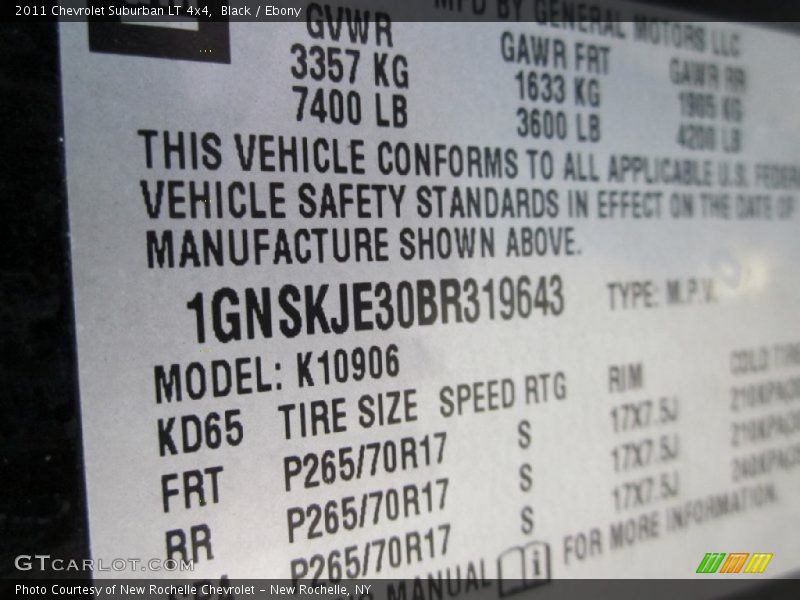 2011 Chevrolet Suburban LT 4x4, Black / Ebony
MFD BY GENERAL MOTORS LLC
GVWR GAWR FRT GAWR RR
3357 KG 1633 KG 1905 KG
7400 LB 3600 LB 4200 LB
THIS VEHICLE CONFORMS TO ALL APPLICABLE U.S. FEDER
VEHICLE SAFETY STANDARDS IN EFFECT ON THE DATE OF
MANUFACTURE SHOWN ABOVE.
1GNSKJE30BR319643 TYPE: M.P.V.
MODEL: K10906
KD65 TIRE SIZE SPEED RTG RIM COLD TIRE
FRT P265/70R17 S 17X7.5J
RR P265/70R17 S 17X7.5J
P265/70R17 S 17X7.5J
MANUAL i FOR MORE INFORMATION.
GTCARLOT.COM
Photo Courtesy of New Rochelle Chevrolet - New Rochelle, NY